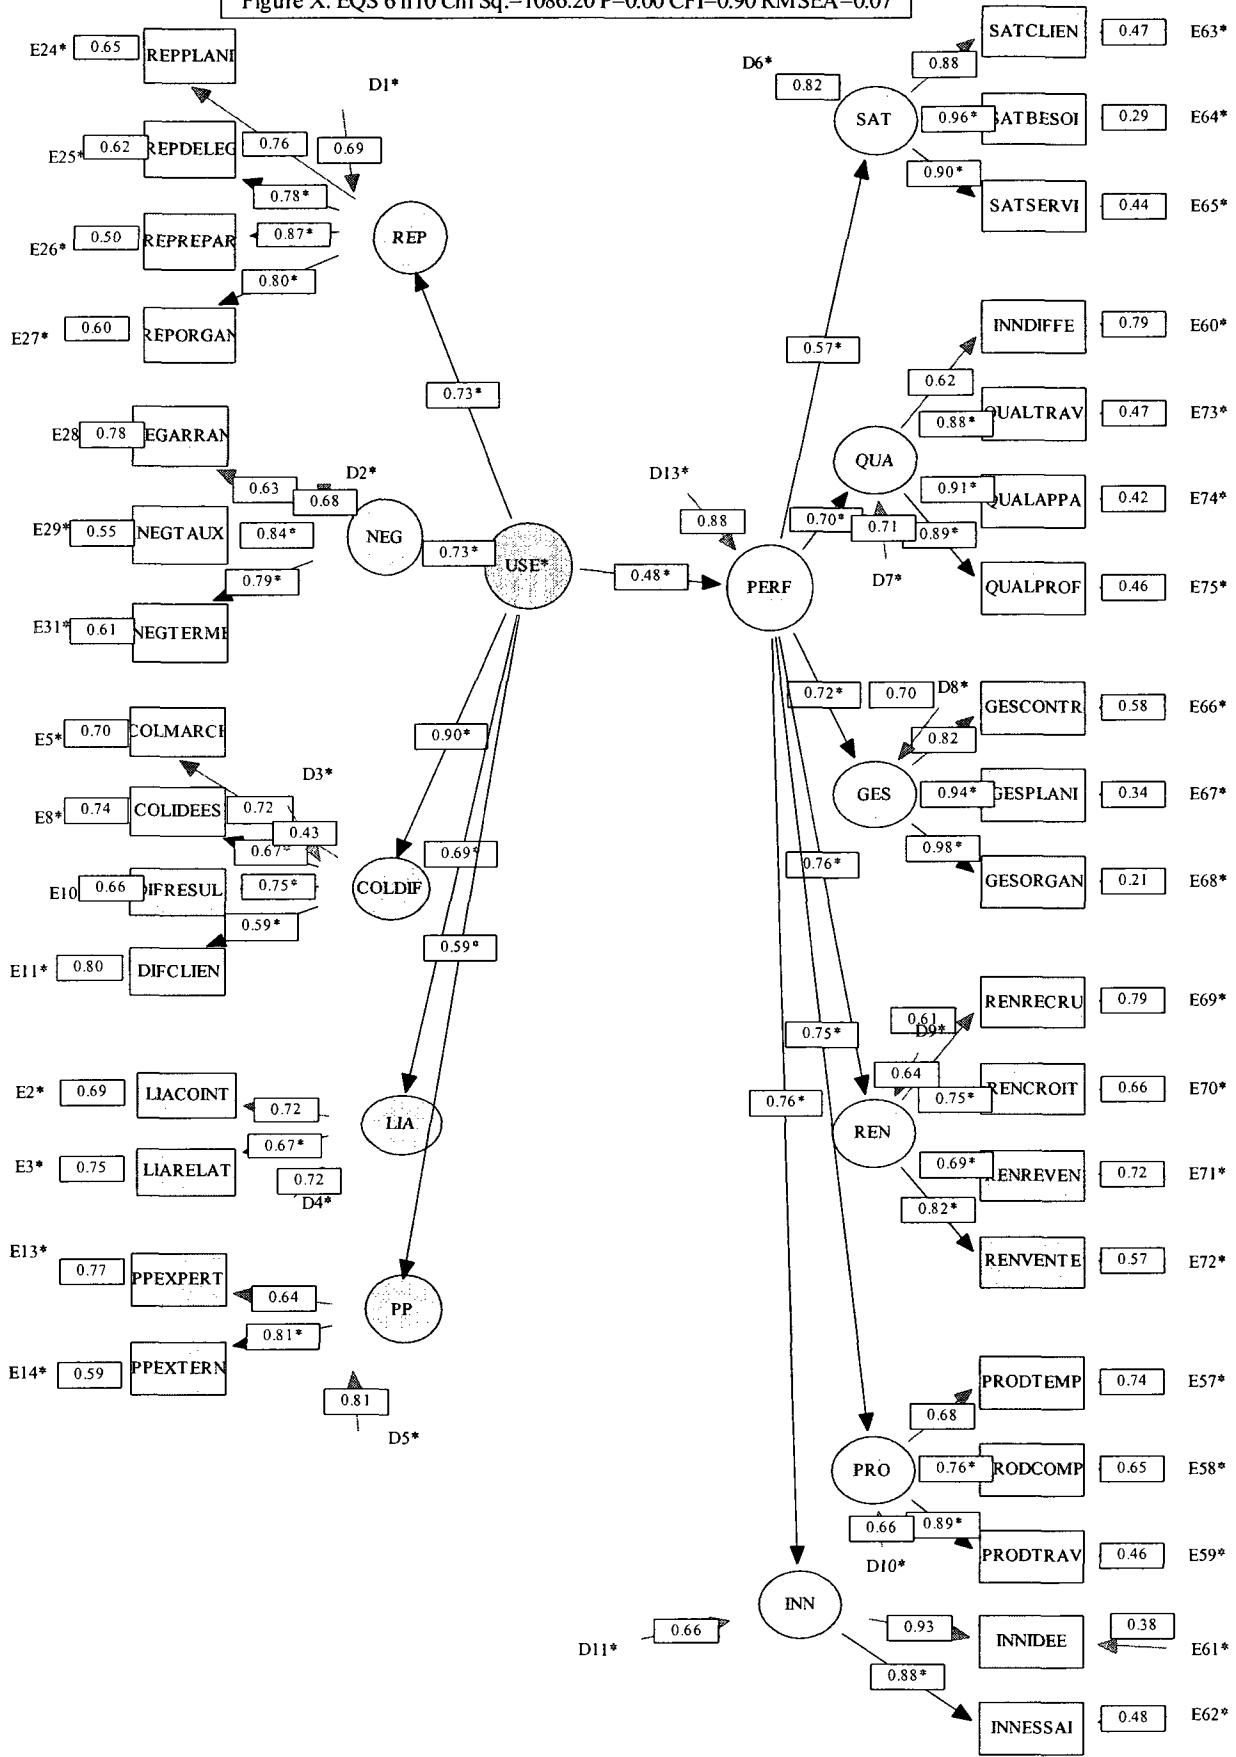 Figure X: EQS 6 n10 Chi Sq.=1086.20 P=0.00 CFI=0.90 RMSEA=0.07
E24*
0.65
REPPLANI
D1*
E25*
0.62
REPDELEG
0.76
0.69
0.78*
E26*
0.50
REPREPAR
0.87*
REP
0.80*
E27*
0.60
REPORGAN
0.73*
E28
0.78
EGARRAN
D2*
0.63
0.68
E29*
0.55
NEGTAUX
0.84*
NEG
0.73*
USE*
0.79*
E31*
0.61
NEGTERME
0.48*
E5*
0.70
COLMARCH
0.90*
D3*
E8*
0.74
COLIDEES
0.72
0.43
0.67*
0.69*
E10
0.66
DIFRESUL
0.75*
COLDIF
0.59*
0.59*
E11*
0.80
DIFCLIEN
E2*
0.69
LIACOINT
0.72
LIA
0.67*
E3*
0.75
LIARELAT
0.72
D4*
E13*
0.77
PPEXPERT
0.64
PP
0.81*
E14*
0.59
PPEXTERN
0.81
D5*
D6*
0.82
SAT
0.88
SATCLIEN
0.47
E63*
0.96*
SATBESOI
0.29
E64*
0.90*
SATSERVI
0.44
E65*
0.57*
INNDIFFE
0.79
E60*
0.62
0.88*
QUALTRAV
0.47
E73*
QUA
D13*
0.88
0.91*
QUALAPPA
0.42
E74*
0.70*
0.71
0.89*
D7*
PERF
QUALPROF
0.46
E75*
0.72*
0.70
D8*
GESCONTR
0.58
E66*
0.82
GES
0.94*
GESPLANI
0.34
E67*
0.98*
0.76*
GESORGAN
0.21
E68*
0.75*
0.61
D9*
RENRECRU
0.79
E69*
0.64
0.76*
0.75*
RENCROIT
0.66
E70*
REN
0.69*
RENREVEN
0.72
E71*
0.82*
RENVENTE
0.57
E72*
PRODTEMP
0.74
E57*
0.68
PRO
0.76*
RODCOMP
0.65
E58*
0.66
0.89*
D10*
PRODTRAV
0.46
E59*
INN
D11*
0.66
0.93
INNIDEE
0.38
E61*
0.88*
INNESSAI
0.48
E62*